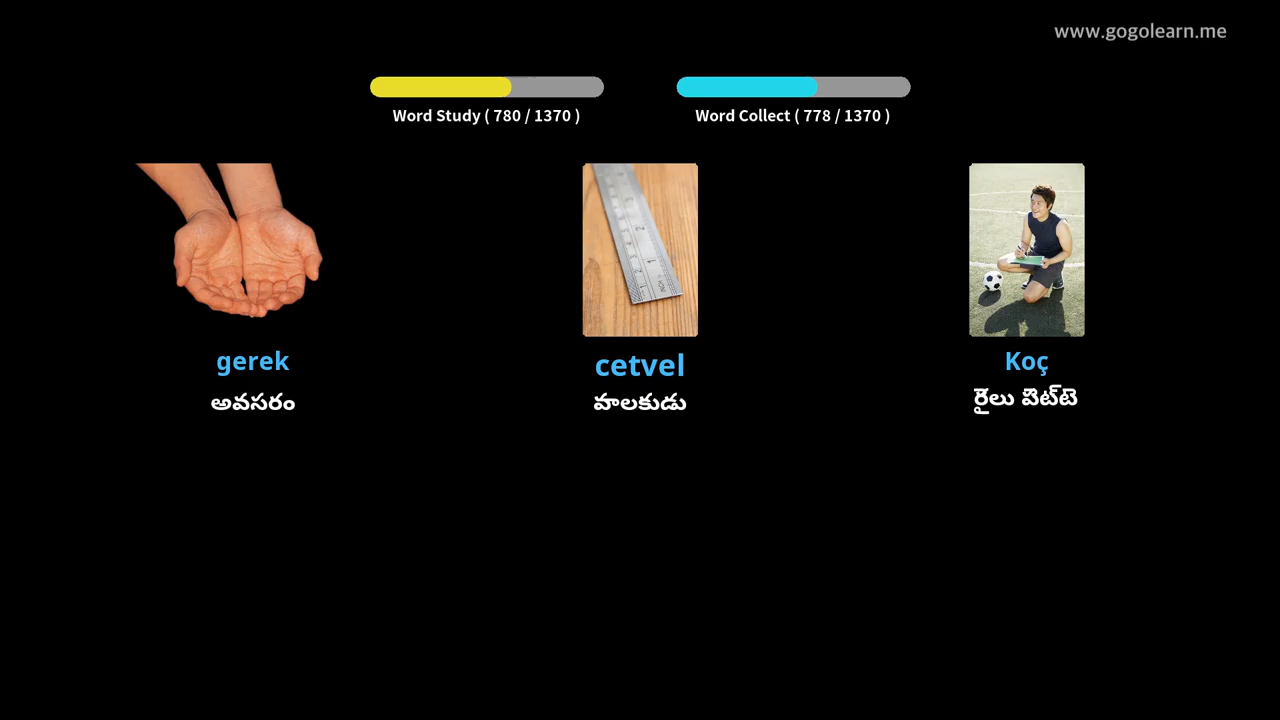 www.gogolearn.me
Word Study ( 780 / 1370 )
Word Collect ( 778 / 1370 )
gerek
cetvel
Koç
అవసరం
పాలకుడు
రైలు పెట్టె